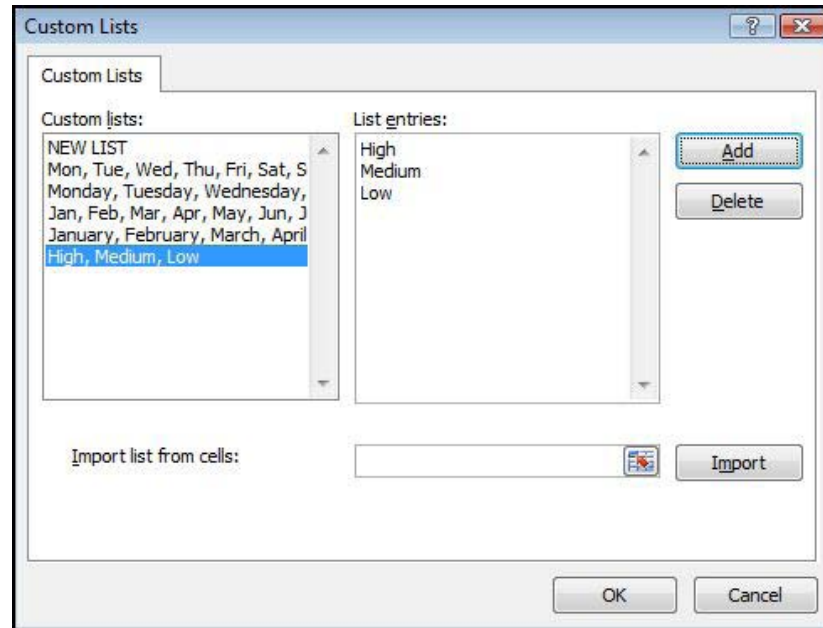 Custom Lists
Custom Lists
Custom lists:
NEW LIST
Mon, Tue, Wed, Thu, Fri, Sat, S
Monday, Tuesday, Wednesday,
Jan, Feb, Mar, Apr, May, Jun, J
January, February, March, April
High, Medium, Low
List entries:
High
Medium
Low
Add
Delete
Import list from cells:
Import
OK
Cancel